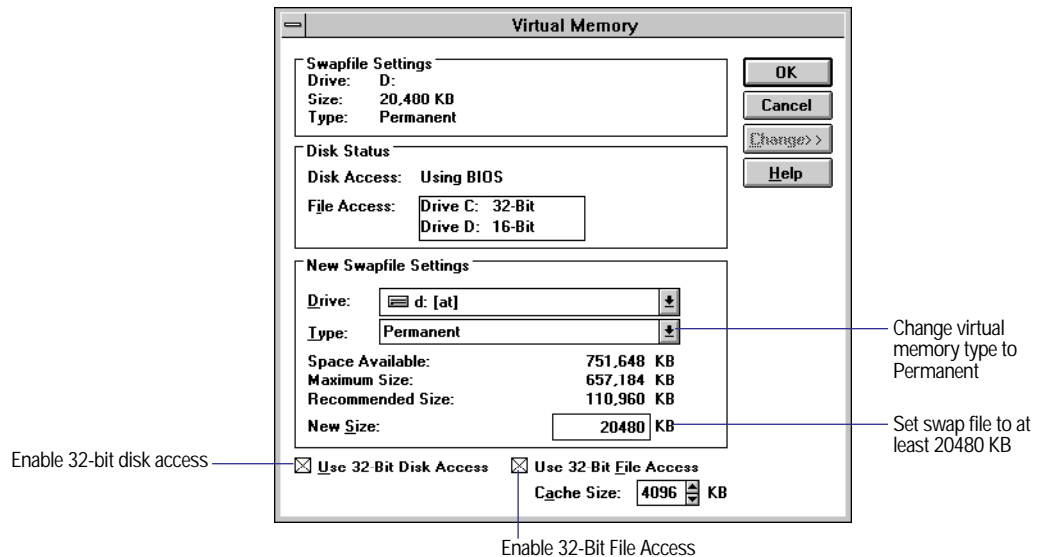 Virtual Memory
Swapfile Settings
Drive: D:
Size: 20,480 KB
Type: Permanent
OK
Cancel
Change>>
Help
Disk Status
Disk Access: Using BIOS
File Access: Drive C: 32-Bit
Drive D: 16-Bit
New Swapfile Settings
Drive: d: [at]
Type: Permanent
Space Available: 751,648 KB
Maximum Size: 657,184 KB
Recommended Size: 110,960 KB
New Size: 20480 KB
Use 32-Bit Disk Access
Use 32-Bit File Access
Cache Size: 4096 KB
Change virtual
memory type to
Permanent
Set swap file to at
least 20480 KB
Enable 32-bit disk access
Enable 32-Bit File Access